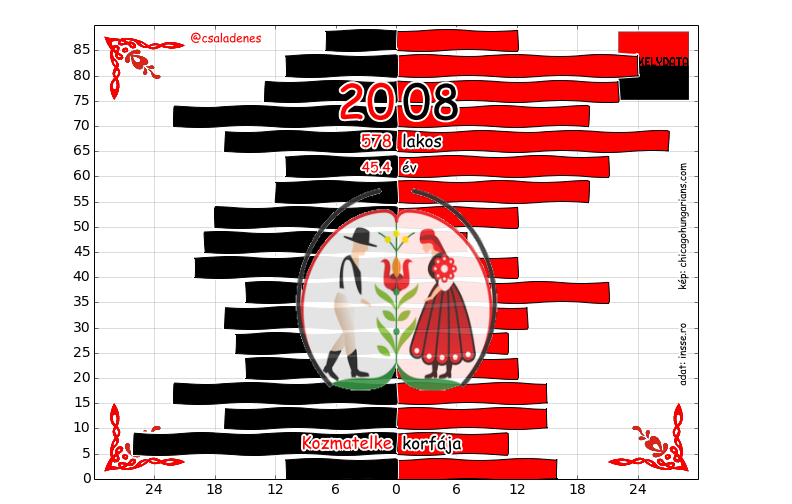 @csaladenes
HELYDATA
2008
578 lakos
45,4 év
kép: chicagohungarians.com
adat: insse.ro
Kozmatelke korfája
85
80
75
70
65
60
55
50
45
40
35
30
25
20
15
10
5
0
24 18 12 6 0 6 12 18 24